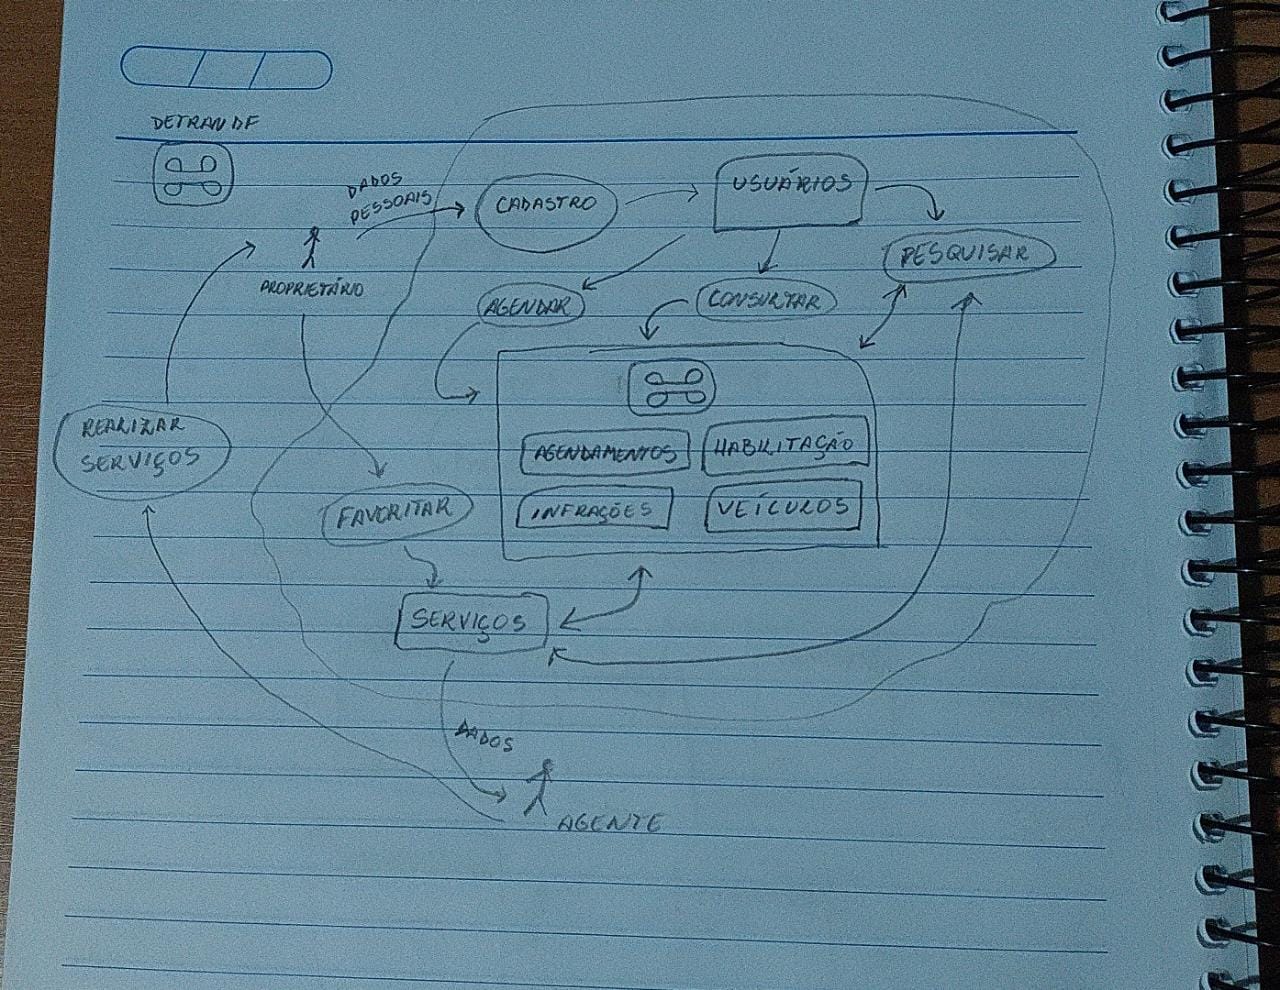 DETRAN DF
DADOS
PESSOAIS
CADASTRO
USUÁRIOS
PESQUISAR
PROPRIETÁRIO
AGENDAR
CONSULTAR
REALIZAR
SERVIÇOS
AGENDAMENTOS
HABILITAÇÃO
INFRAÇÕES
VEÍCULOS
FAVORITAR
SERVIÇOS
DADOS
AGENTE